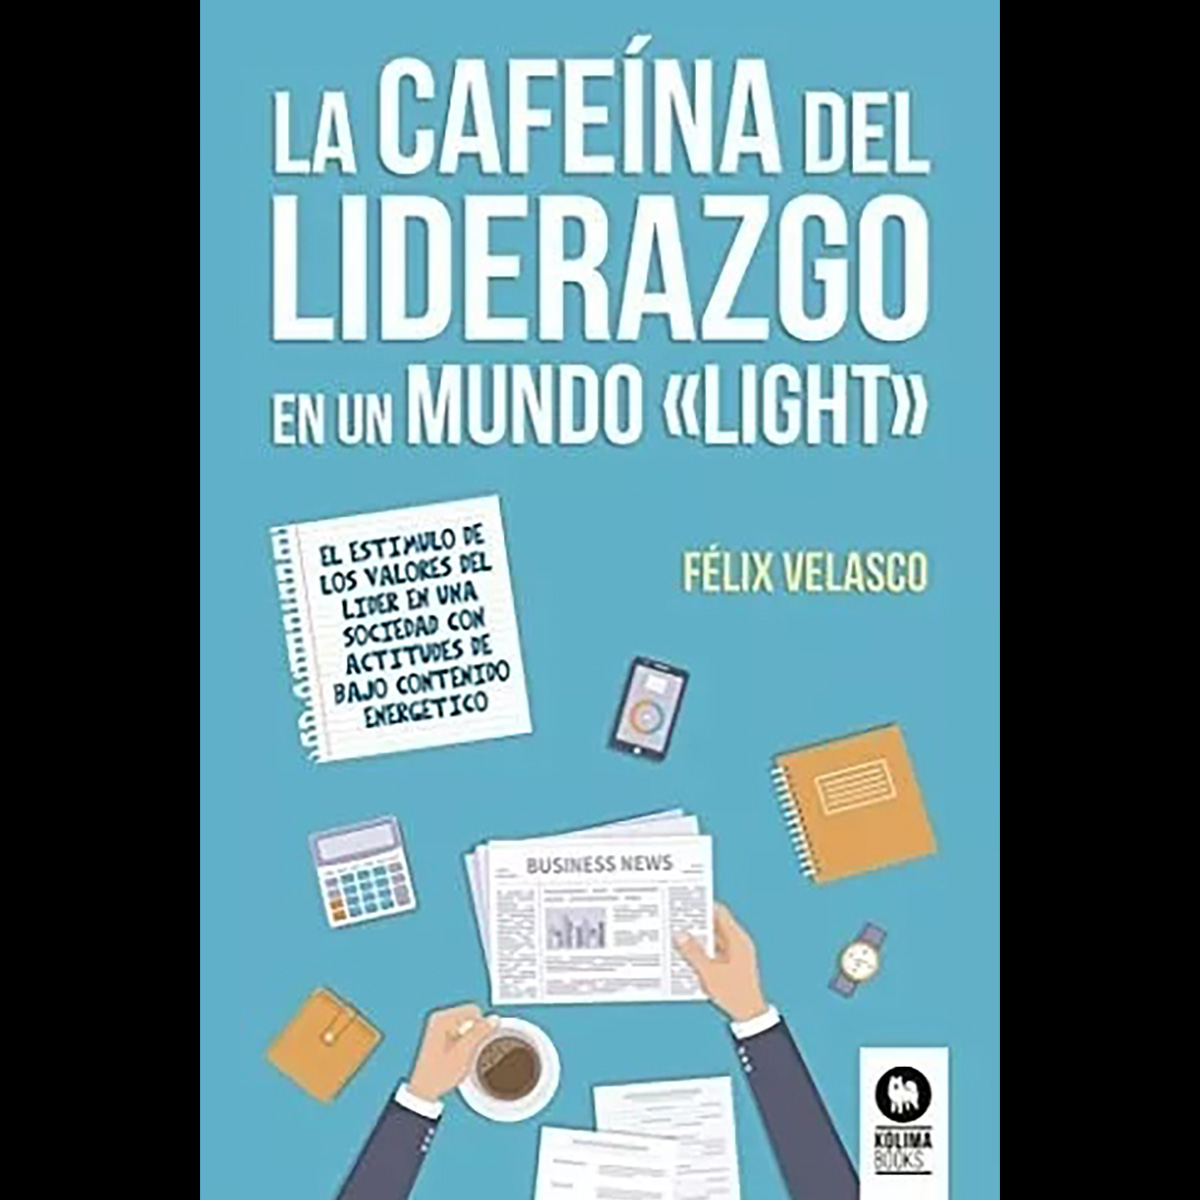 LA CAFEÍNA DEL
LIDERAZGO
EN UN MUNDO «LIGHT»
EL ESTIMULO DE
LOS VALORES DEL
LIDER EN UNA
SOCIEDAD CON
ACTITUDES DE
BAJO CONTENIDO
ENERGETICO
FÉLIX VELASCO
BUSINESS NEWS
KOLIMA
BOOKS